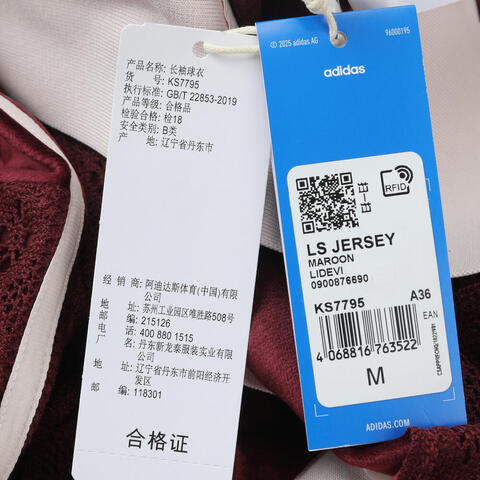 产品名称: 长袖球衣
货 号: KS7795
执行标准: GB/T 22853-2019
产品等级: 合格品
检验合格: 检18
安全类别: B类
产 地: 辽宁省丹东市
经 销 商: 阿迪达斯体育(中国)有限公司
地 址: 苏州工业园区唯胜路508号
邮 编: 215126
电 话: 400 880 1515
厂 名: 丹东新龙泰服装实业有限公司
地 址: 辽宁省丹东市前阳经济开发区
邮 编: 118301
合格证
© 2025 adidas AG
96000195
adidas
RFID
LS JERSEY
MAROON
LIDEVI
0900876690
KS7795 A36
EAN
4 068816 763522
M
ADIDAS.COM